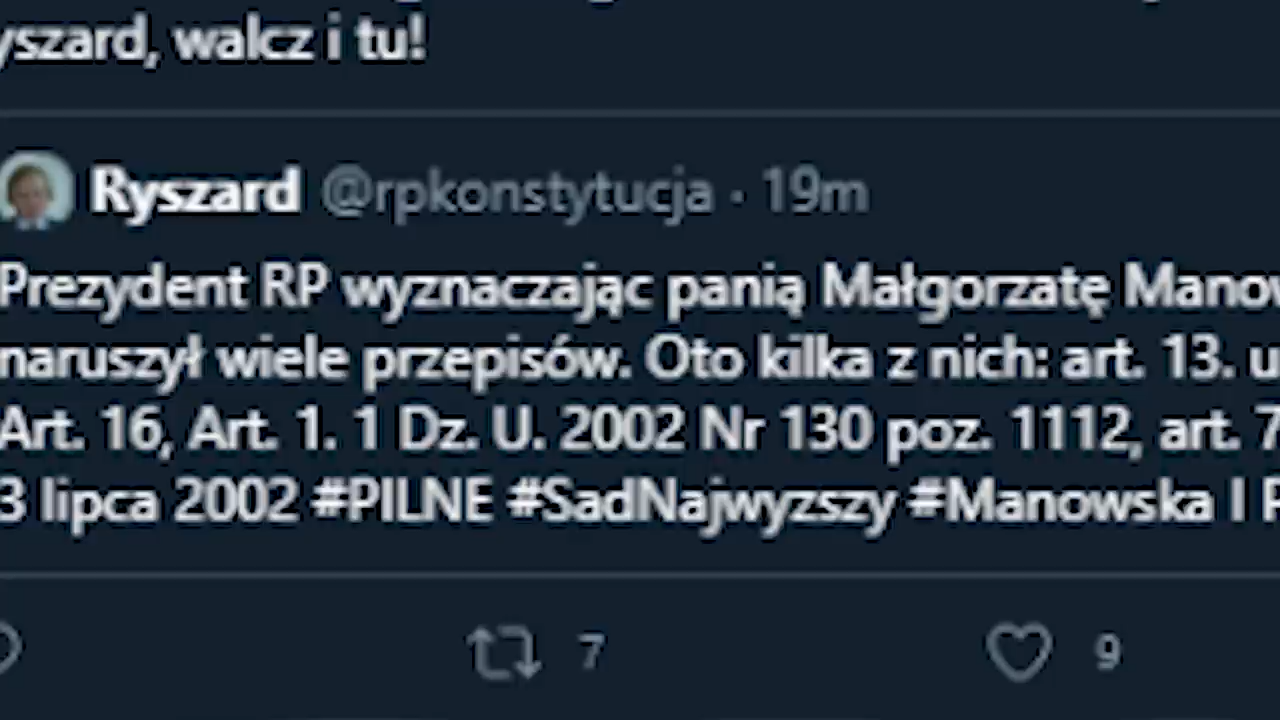 yszard, walcz i tu!
Ryszard @rpkonstytucja · 19m
Prezydent RP wyznaczając panią Małgorzatę Manow
naruszył wiele przepisów. Oto kilka z nich: art. 13. u
Art. 16, Art. 1. 1 Dz. U. 2002 Nr 130 poz. 1112, art. 7
3 lipca 2002 #PILNE #SadNajwyzszy #Manowska I P
7 9